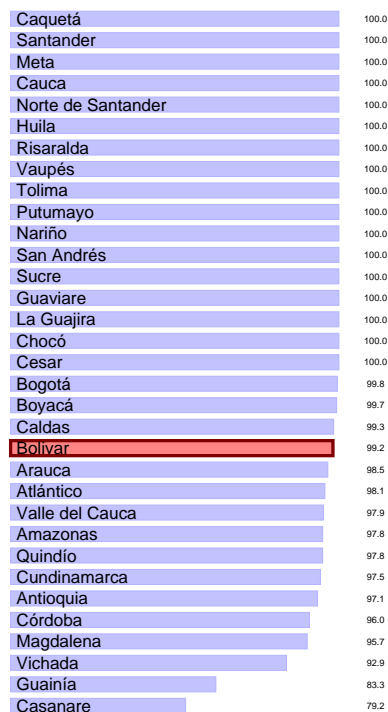 Caquetá 100.0
Santander 100.0
Meta 100.0
Cauca 100.0
Norte de Santander 100.0
Huila 100.0
Risaralda 100.0
Vaupés 100.0
Tolima 100.0
Putumayo 100.0
Nariño 100.0
San Andrés 100.0
Sucre 100.0
Guaviare 100.0
La Guajira 100.0
Chocó 100.0
Cesar 100.0
Bogotá 99.8
Boyacá 99.7
Caldas 99.3
Bolivar 99.2
Arauca 98.5
Atlántico 98.1
Valle del Cauca 97.9
Amazonas 97.8
Quindío 97.8
Cundinamarca 97.5
Antioquia 97.1
Córdoba 96.0
Magdalena 95.7
Vichada 92.9
Guainía 83.3
Casanare 79.2